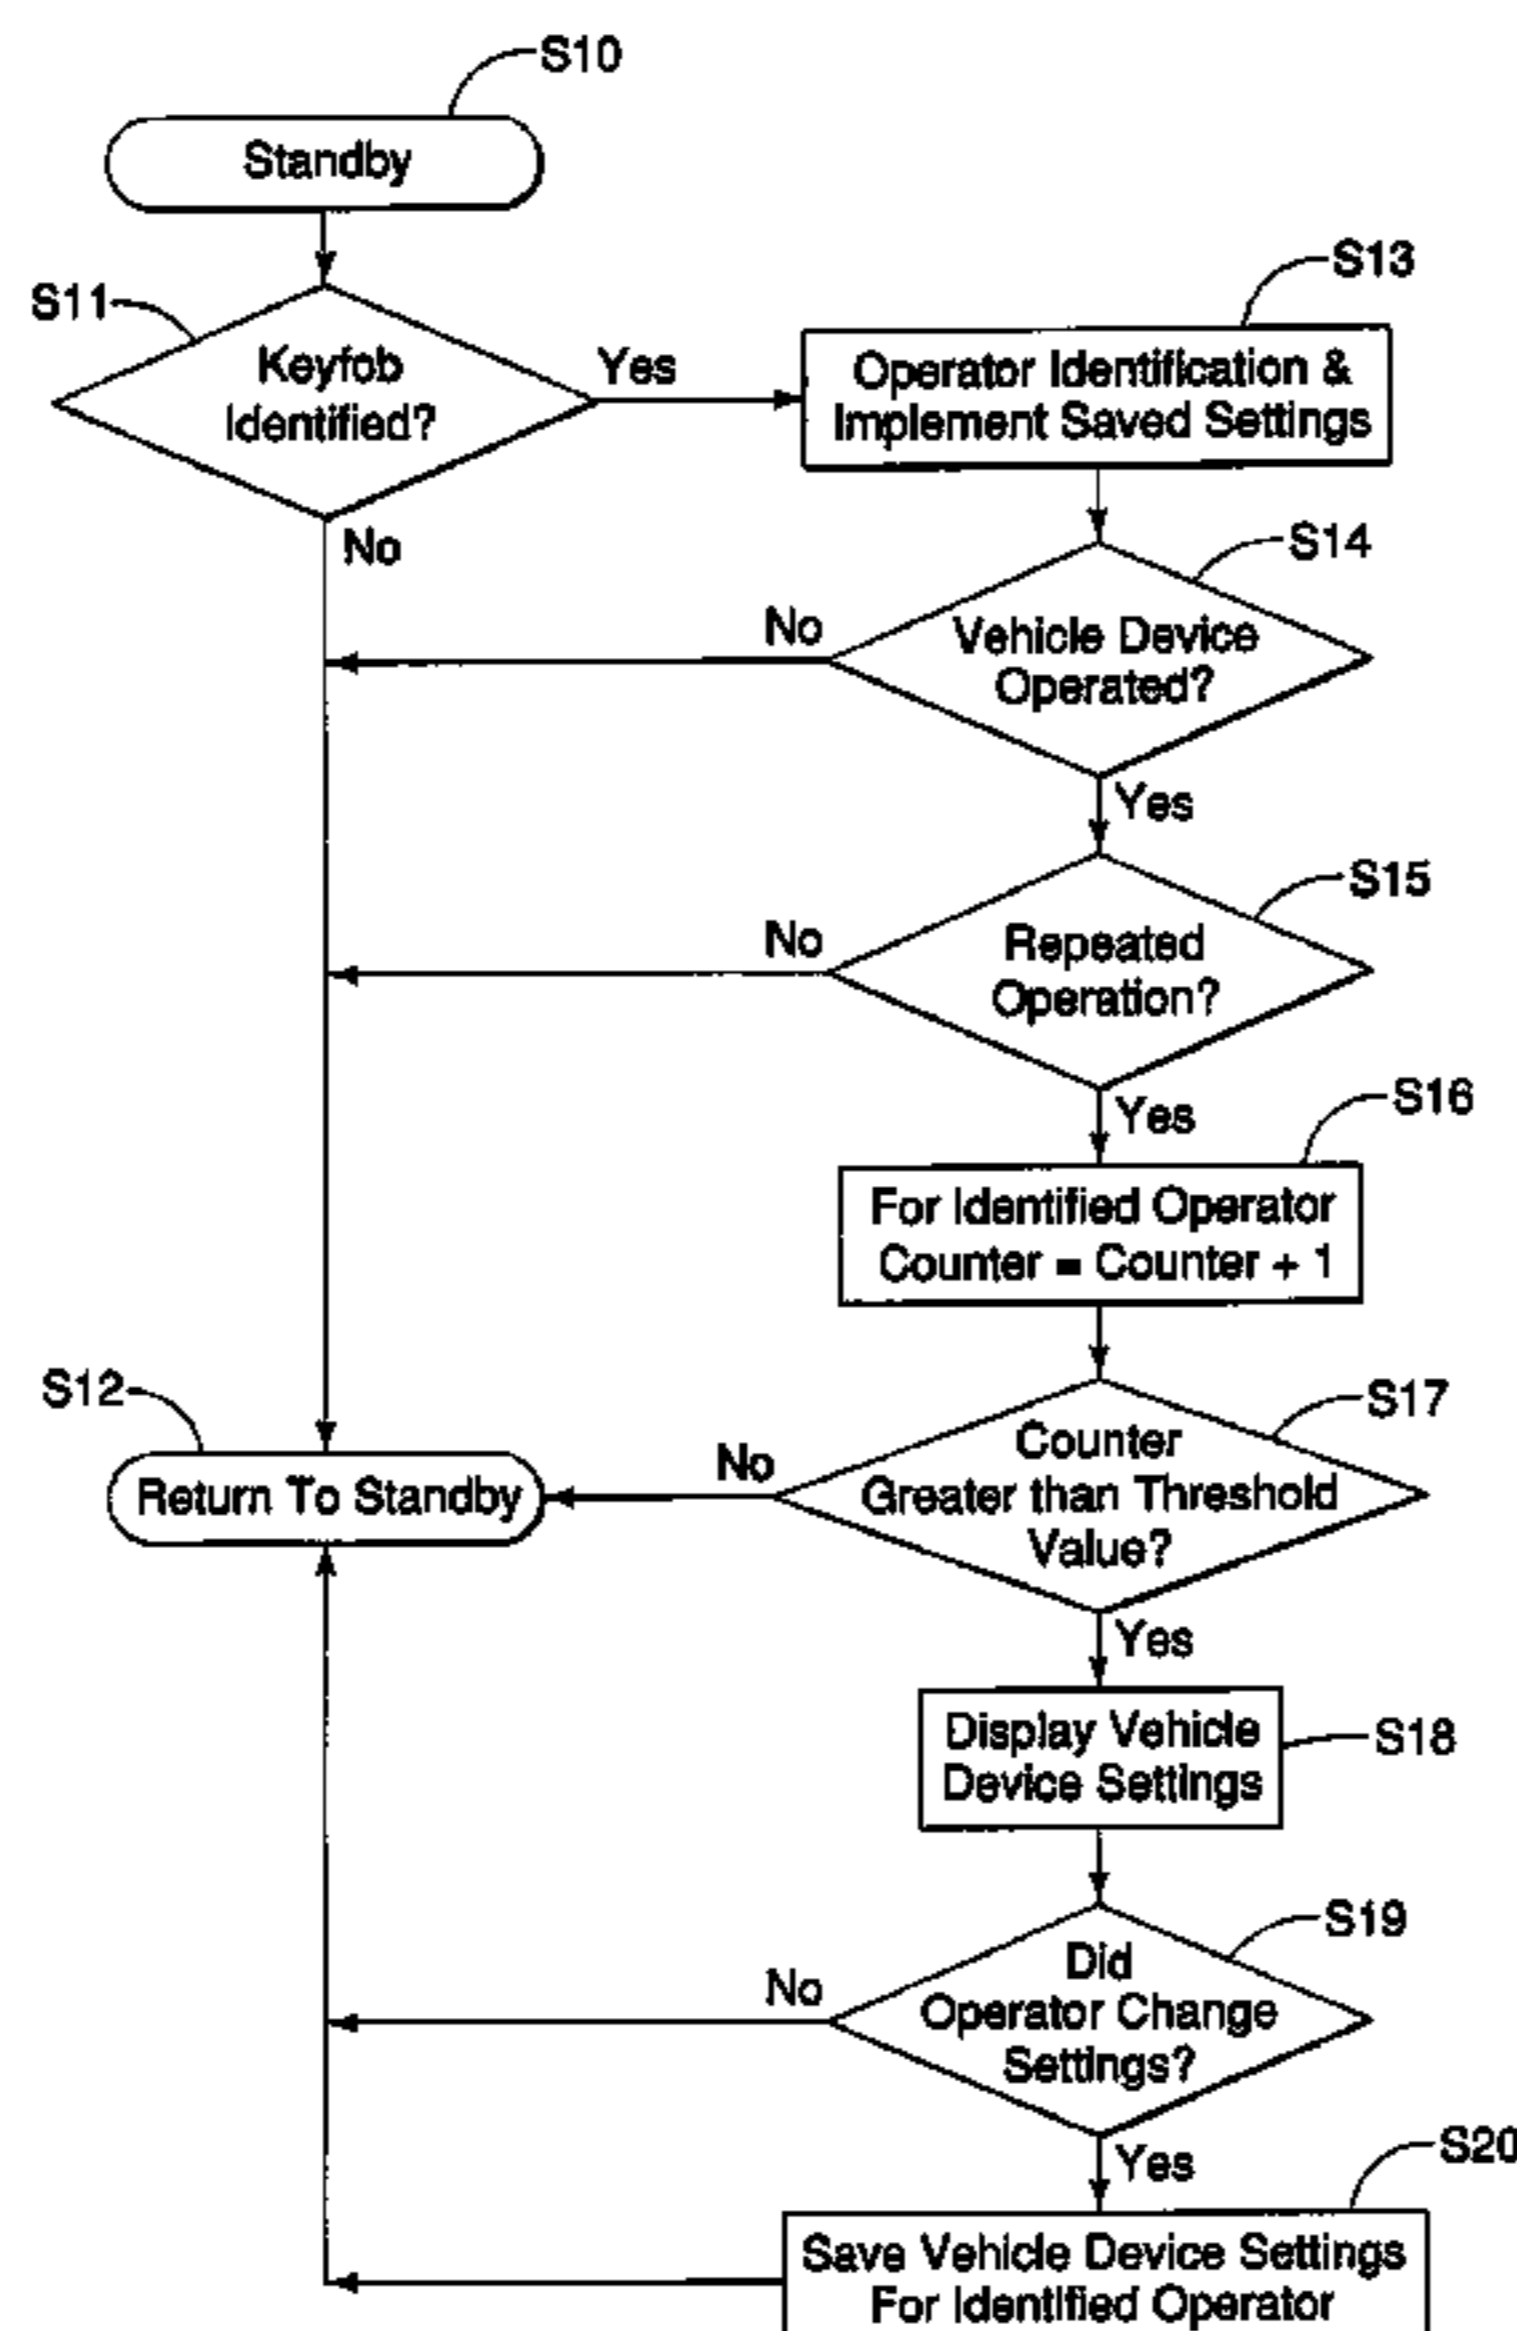 S10
Standby
S11
Keyfob
Identified?
Yes
No
S13
Operator Identification &
Implement Saved Settings
S14
Vehicle Device
Operated?
No
Yes
S15
Repeated
Operation?
No
Yes
S16
For Identified Operator
Counter = Counter + 1
S12
Return To Standby
S17
Counter
Greater than Threshold
Value?
No
Yes
S18
Display Vehicle
Device Settings
S19
Did
Operator Change
Settings?
No
Yes
S20
Save Vehicle Device Settings
For Identified Operator